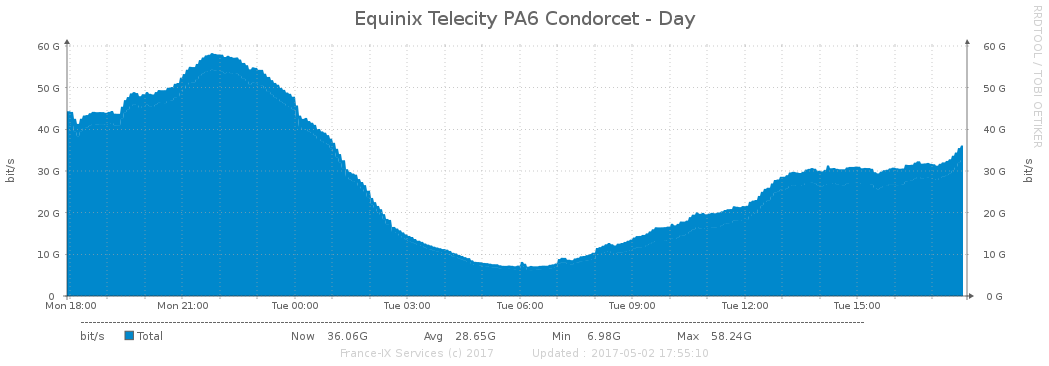 Equinix Telecity PA6 Condorcet - Day
RRDTOOL / TOBI OETIKER
60 G 60 G
50 G 50 G
40 G 40 G
30 G 30 G
20 G 20 G
10 G 10 G
0 0 G
bit/s bit/s
Mon 18:00 Mon 21:00 Tue 00:00 Tue 03:00 Tue 06:00 Tue 09:00 Tue 12:00 Tue 15:00
bit/s Total Now 36.06G Avg 28.65G Min 6.98G Max 58.24G
France-IX Services (c) 2017 Updated : 2017-05-02 17:55:10